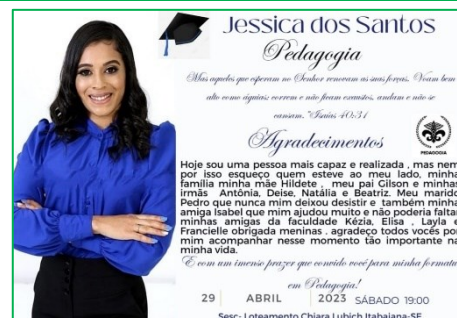 Jessica dos Santos
Pedagogia
Mas aqueles que esperam no Senhor renovam as suas forças. Voam bem
alto como águias; correm e não ficam exaustos, andam e não se
cansam. "Isaías 40:31
Agradecimentos
PEDAGOGIA
Hoje sou uma pessoa mais capaz e realizada , mas nem
por isso esqueço quem esteve ao meu lado, minha
família minha mãe Hildete , meu pai Gilson e minhas
irmãs Antônia, Deise, Natália e Beatriz. Meu marido
Pedro que nunca mim deixou desistir e também minha
amiga Isabel que mim ajudou muito e não poderia faltar
minhas amigas da faculdade Kézia, Elisa , Layla e
Francielle obrigada meninas . agradeço todos vocês por
mim acompanhar nesse momento tão importante na
minha vida.
É com um imenso prazer que convido você para minha formatura
em Pedagogia!
29 ABRIL 2023 SÁBADO 19:00
Sesc- Loteamento Chiara Lubich Itabaiana-SE